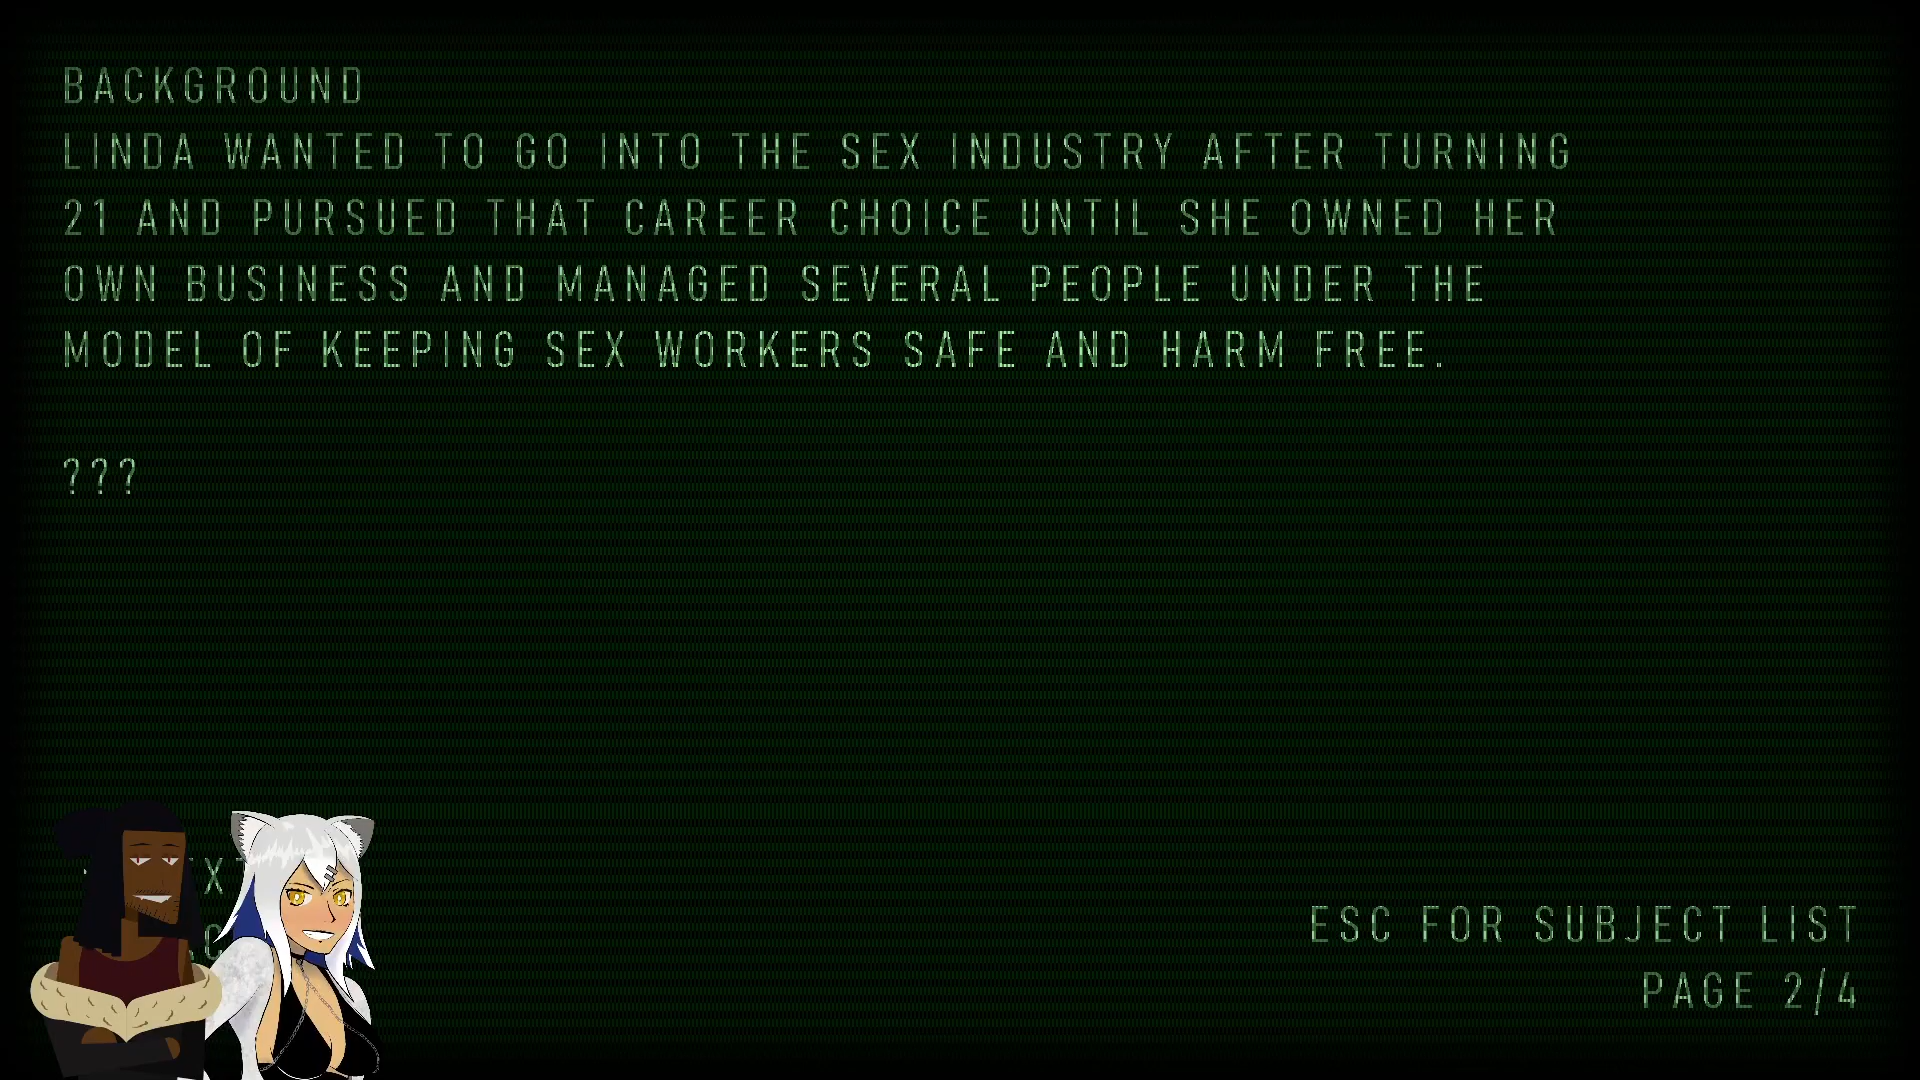 BACKGROUND
LINDA WANTED TO GO INTO THE SEX INDUSTRY AFTER TURNING
21 AND PURSUED THAT CAREER CHOICE UNTIL SHE OWNED HER
OWN BUSINESS AND MANAGED SEVERAL PEOPLE UNDER THE
MODEL OF KEEPING SEX WORKERS SAFE AND HARM FREE.
???
ESC FOR SUBJECT LIST
PAGE 2/4